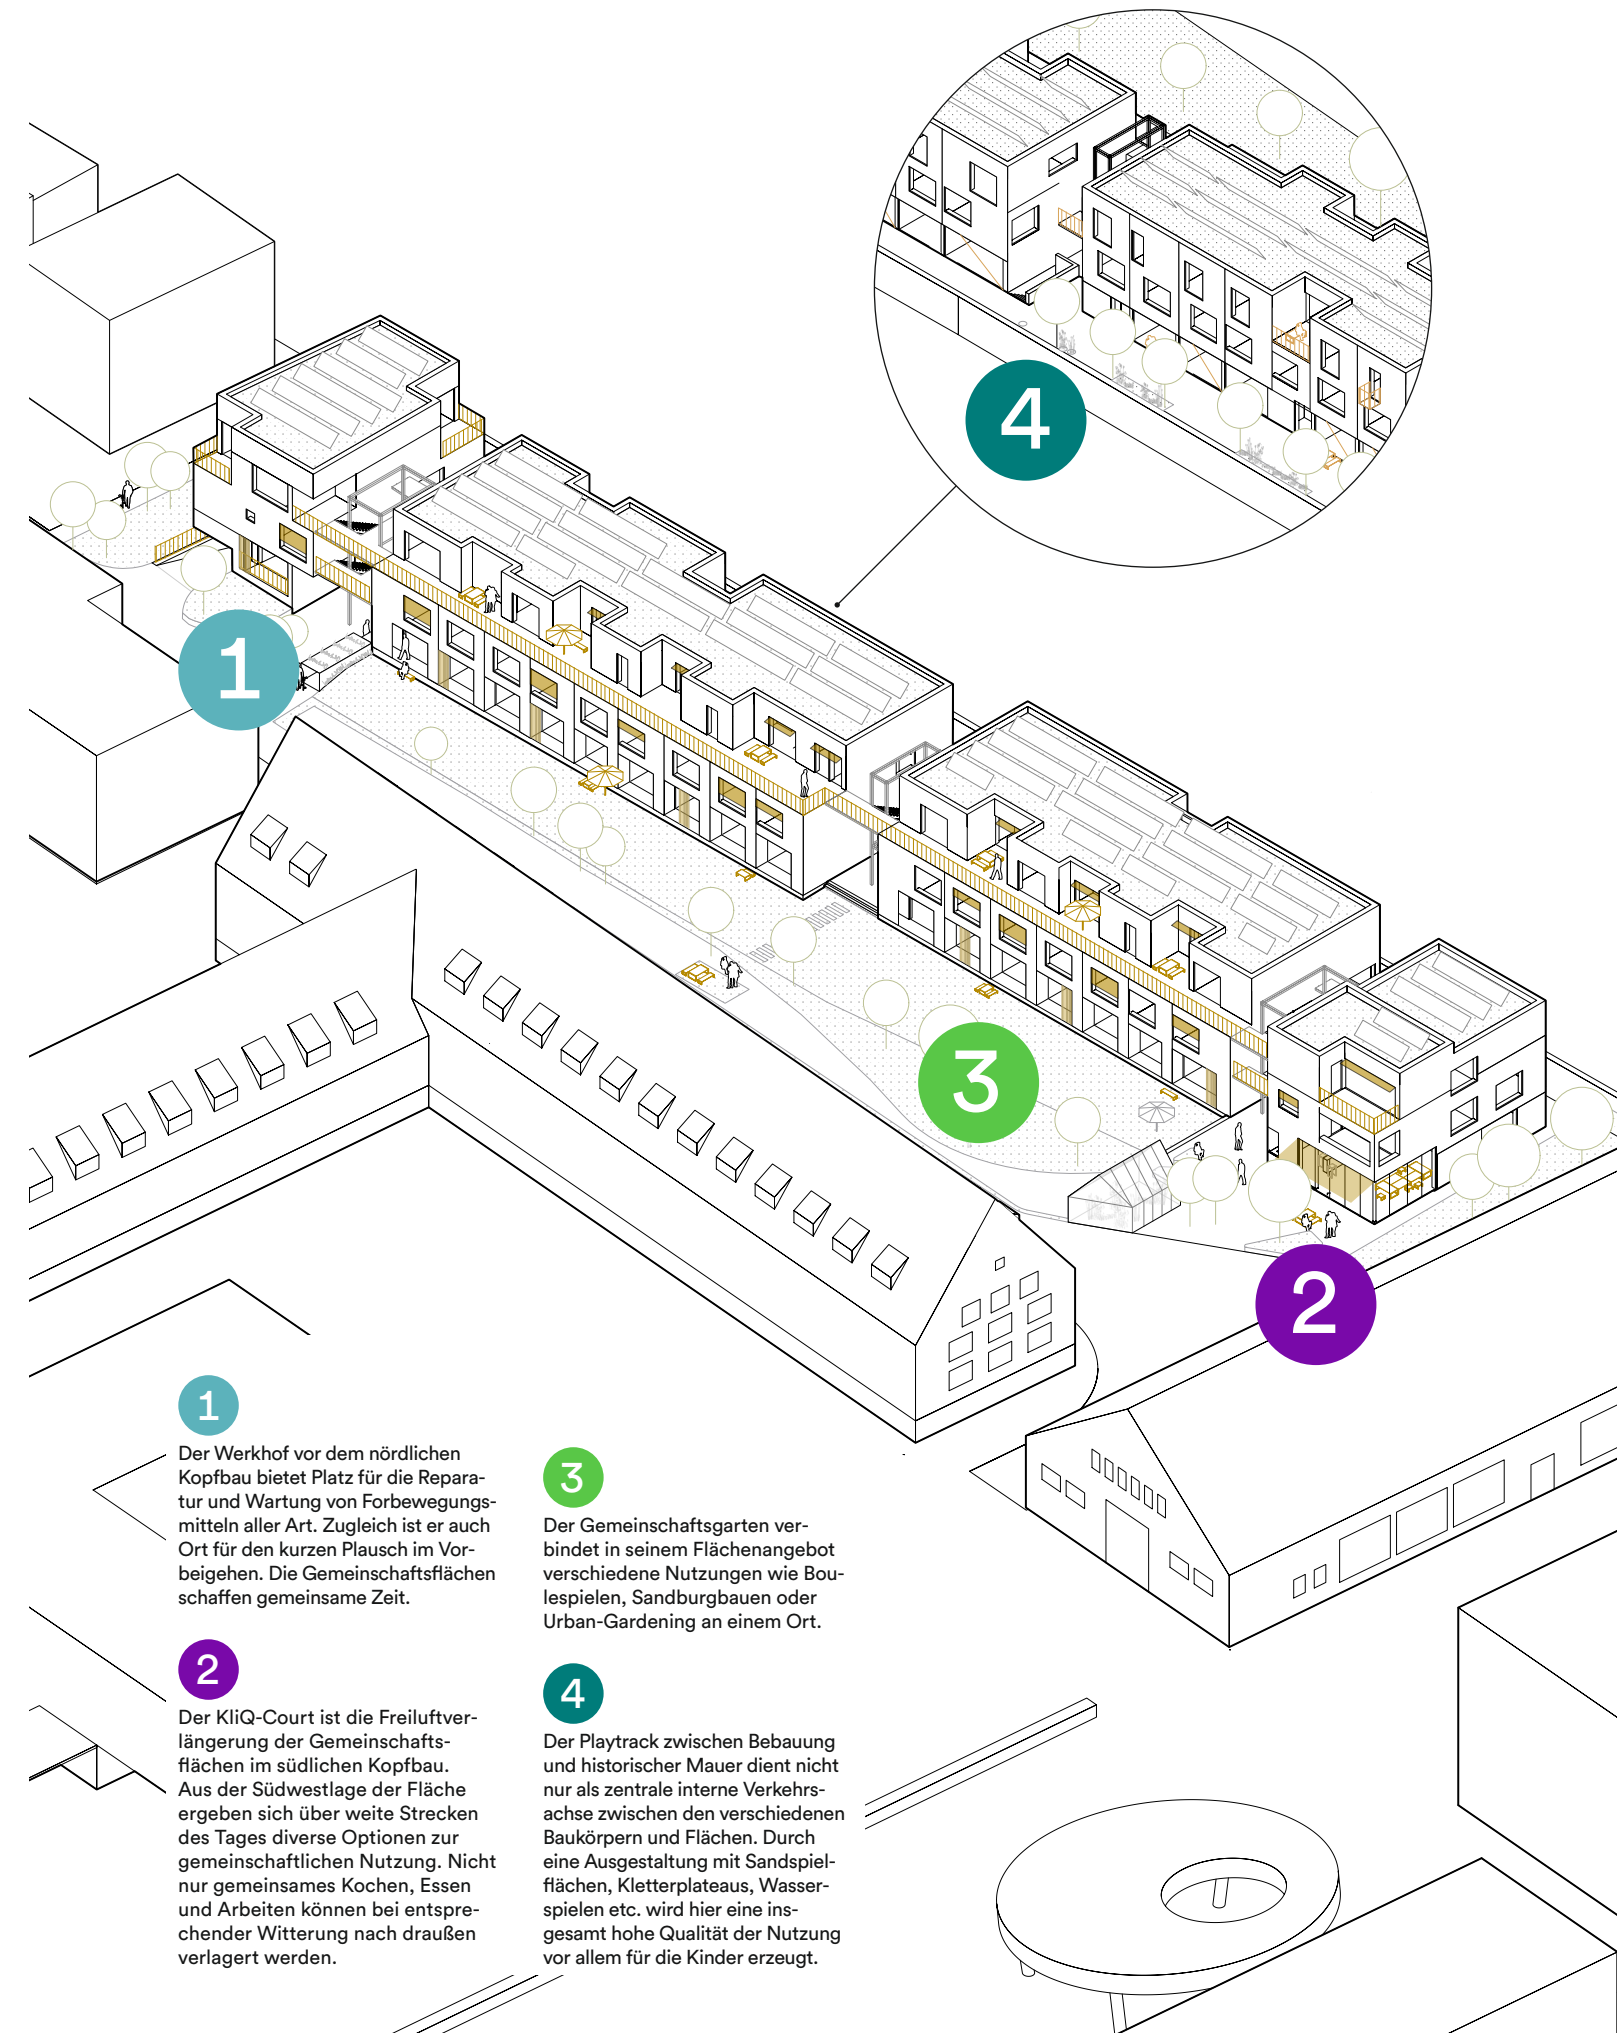 4
1
3
2
1
Der Werkhof vor dem nördlichen
Kopfbau bietet Platz für die Repara-
tur und Wartung von Forbewegungs-
mitteln aller Art. Zugleich ist er auch
Ort für den kurzen Plausch im Vor-
beigehen. Die Gemeinschaftsflächen
schaffen gemeinsame Zeit.
2
Der KliQ-Court ist die Freiluftver-
längerung der Gemeinschafts-
flächen im südlichen Kopfbau.
Aus der Südwestlage der Fläche
ergeben sich über weite Strecken
des Tages diverse Optionen zur
gemeinschaftlichen Nutzung. Nicht
nur gemeinsames Kochen, Essen
und Arbeiten können bei entspre-
chender Witterung nach draußen
verlagert werden.
3
Der Gemeinschaftsgarten ver-
bindet in seinem Flächenangebot
verschiedene Nutzungen wie Bou-
lespielen, Sandburgbauen oder
Urban-Gardening an einem Ort.
4
Der Playtrack zwischen Bebauung
und historischer Mauer dient nicht
nur als zentrale interne Verkehrs-
achse zwischen den verschiedenen
Baukörpern und Flächen. Durch
eine Ausgestaltung mit Sandspiel-
flächen, Kletterplateaus, Wasser-
spielen etc. wird hier eine ins-
gesamt hohe Qualität der Nutzung
vor allem für die Kinder erzeugt.